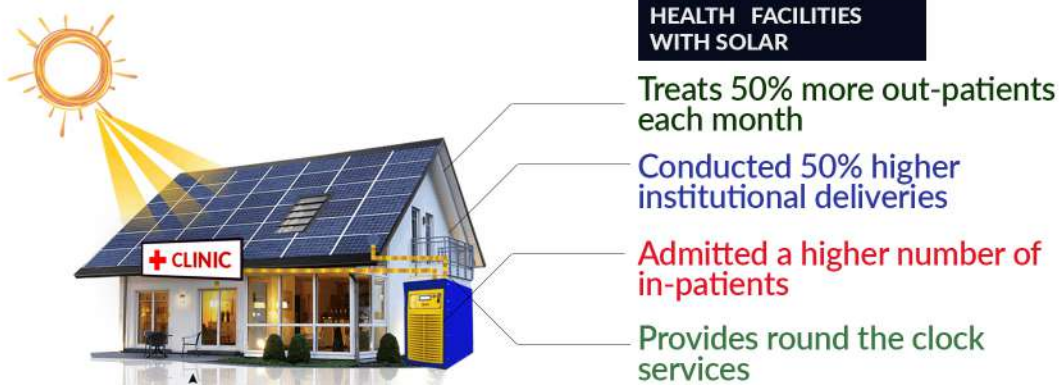 HEALTH FACILITIES
WITH SOLAR
Treats 50% more out-patients
each month
Conducted 50% higher
institutional deliveries
CLINIC
Admitted a higher number of
in-patients
Provides round the clock
services